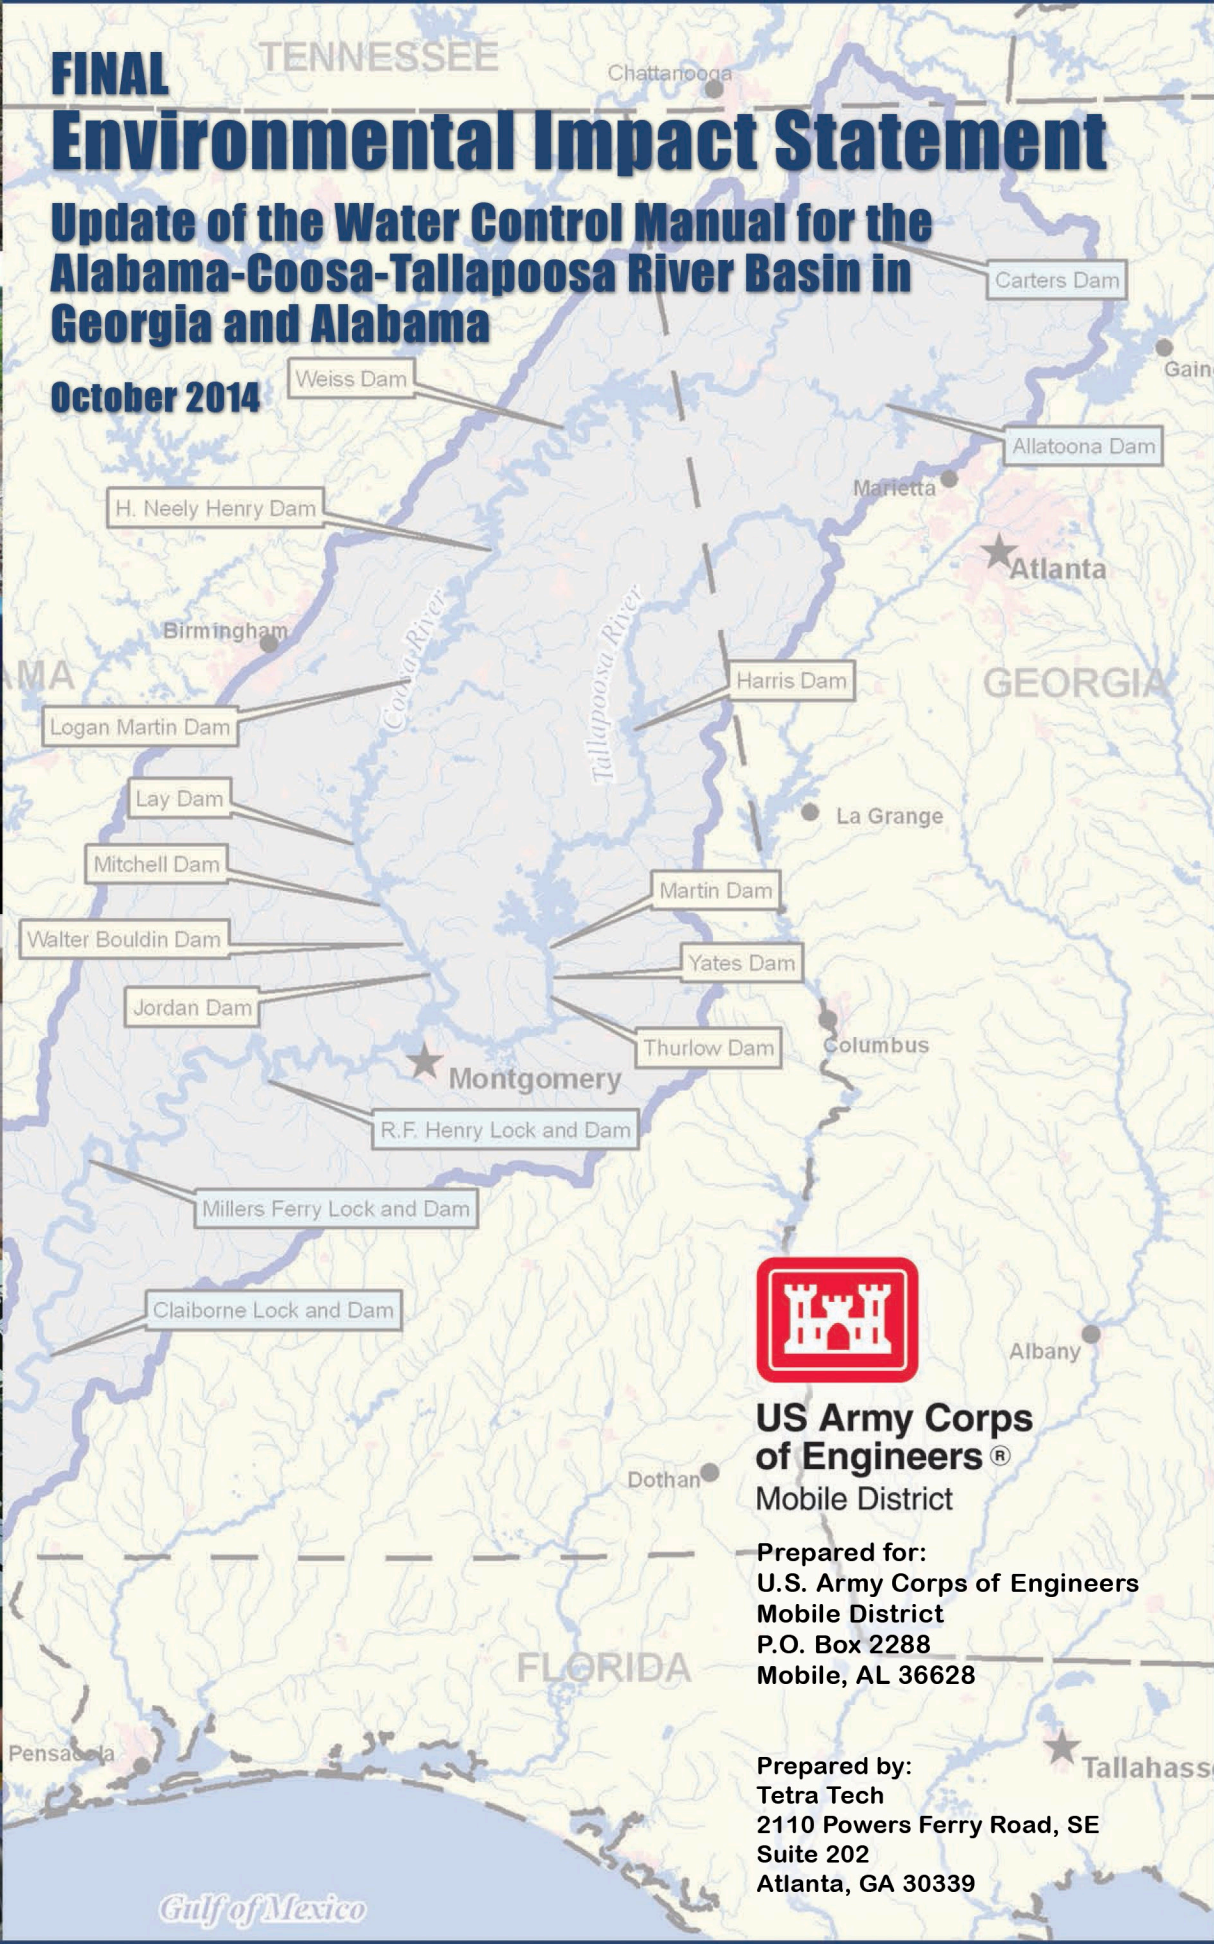 FINAL
Environmental Impact Statement
Update of the Water Control Manual for the
Alabama-Coosa-Tallapoosa River Basin in
Georgia and Alabama
October 2014
TENNESSEE
Chattanooga
Carters Dam
Weiss Dam
Gain
Allatoona Dam
Marietta
H. Neely Henry Dam
Atlanta
Birmingham
Coosa River
Tallapoosa River
AMA
GEORGIA
Harris Dam
Logan Martin Dam
Lay Dam
La Grange
Mitchell Dam
Martin Dam
Walter Bouldin Dam
Yates Dam
Jordan Dam
Thurlow Dam
Columbus
Montgomery
R.F. Henry Lock and Dam
Millers Ferry Lock and Dam
Claiborne Lock and Dam
Albany
Dothan
US Army Corps
of Engineers ®
Mobile District
Prepared for:
U.S. Army Corps of Engineers
Mobile District
P.O. Box 2288
Mobile, AL 36628
FLORIDA
Pensacola
Tallahass
Prepared by:
Tetra Tech
2110 Powers Ferry Road, SE
Suite 202
Atlanta, GA 30339
Gulf of Mexico